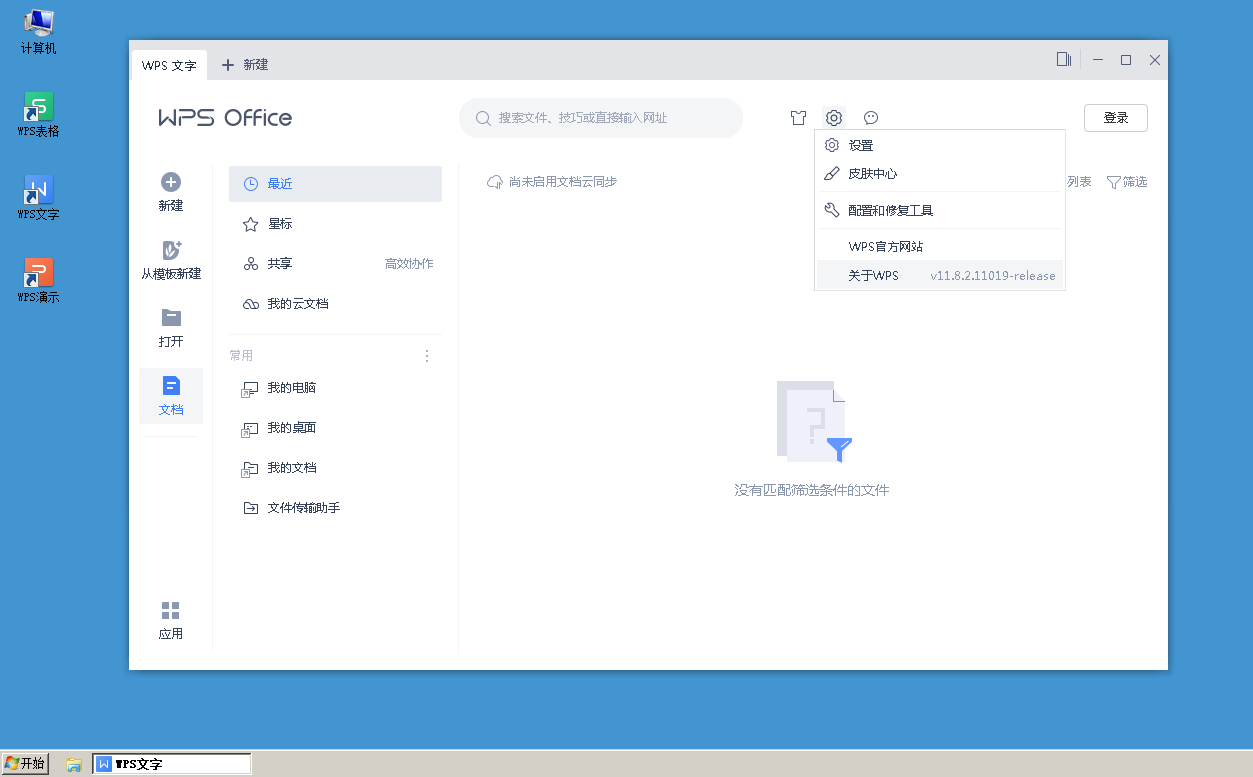 计算机
WPS表格
WPS文字
WPS演示
WPS 文字
新建
WPS Office
搜索文件、技巧或直接输入网址
登录
设置
皮肤中心
配置和修复工具
WPS官方网站
关于WPS v11.8.2.11019-release
新建
从模板新建
打开
文档
应用
最近
星标
共享 高效协作
我的云文档
常用
我的电脑
我的桌面
我的文档
文件传输助手
尚未启用文档云同步
列表 筛选
没有匹配筛选条件的文件
开始
WPS文字